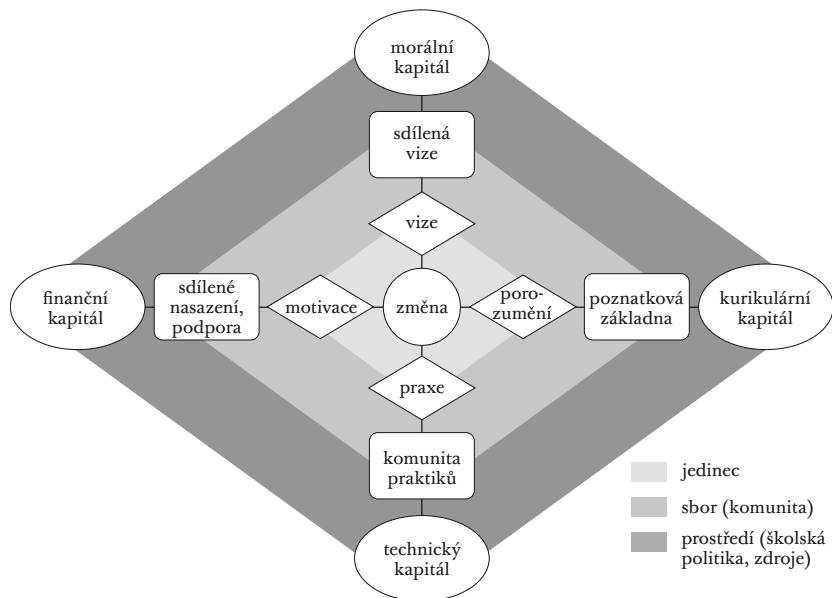 morální
kapitál
sdílená
vize
vize
finanční
kapitál
sdílené
nasazení,
podpora
motivace
změna
poro-
zumění
poznatková
základna
kurikulární
kapitál
praxe
komunita
praktiků
technický
kapitál
jedinec
sbor (komunita)
prostředí (školská
politika, zdroje)